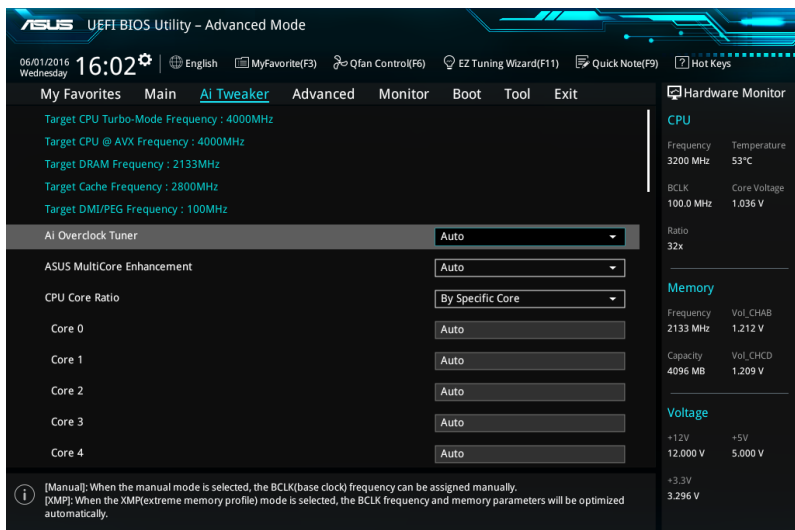 ASUS UEFI BIOS Utility – Advanced Mode
06/01/2016
Wednesday
16:02
English
MyFavorite(F3)
Qfan Control(F6)
EZ Tuning Wizard(F11)
Quick Note(F9)
? Hot Keys
My Favorites Main Ai Tweaker Advanced Monitor Boot Tool Exit
Target CPU Turbo-Mode Frequency : 4000MHz
Target CPU @ AVX Frequency : 4000MHz
Target DRAM Frequency : 2133MHz
Target Cache Frequency : 2800MHz
Target DMI/PEG Frequency : 100MHz
Ai Overclock Tuner Auto
ASUS MultiCore Enhancement Auto
CPU Core Ratio By Specific Core
Core 0 Auto
Core 1 Auto
Core 2 Auto
Core 3 Auto
Core 4 Auto
[Manual]: When the manual mode is selected, the BCLK(base clock) frequency can be assigned manually.
[XMP]: When the XMP(extreme memory profile) mode is selected, the BCLK frequency and memory parameters will be optimized
automatically.
Hardware Monitor
CPU
Frequency Temperature
3200 MHz 53°C
BCLK Core Voltage
100.0 MHz 1.036 V
Ratio
32x
Memory
Frequency Vol_CHAB
2133 MHz 1.212 V
Capacity Vol_CHCD
4096 MB 1.209 V
Voltage
+12V +5V
12.000 V 5.000 V
+3.3V
3.296 V